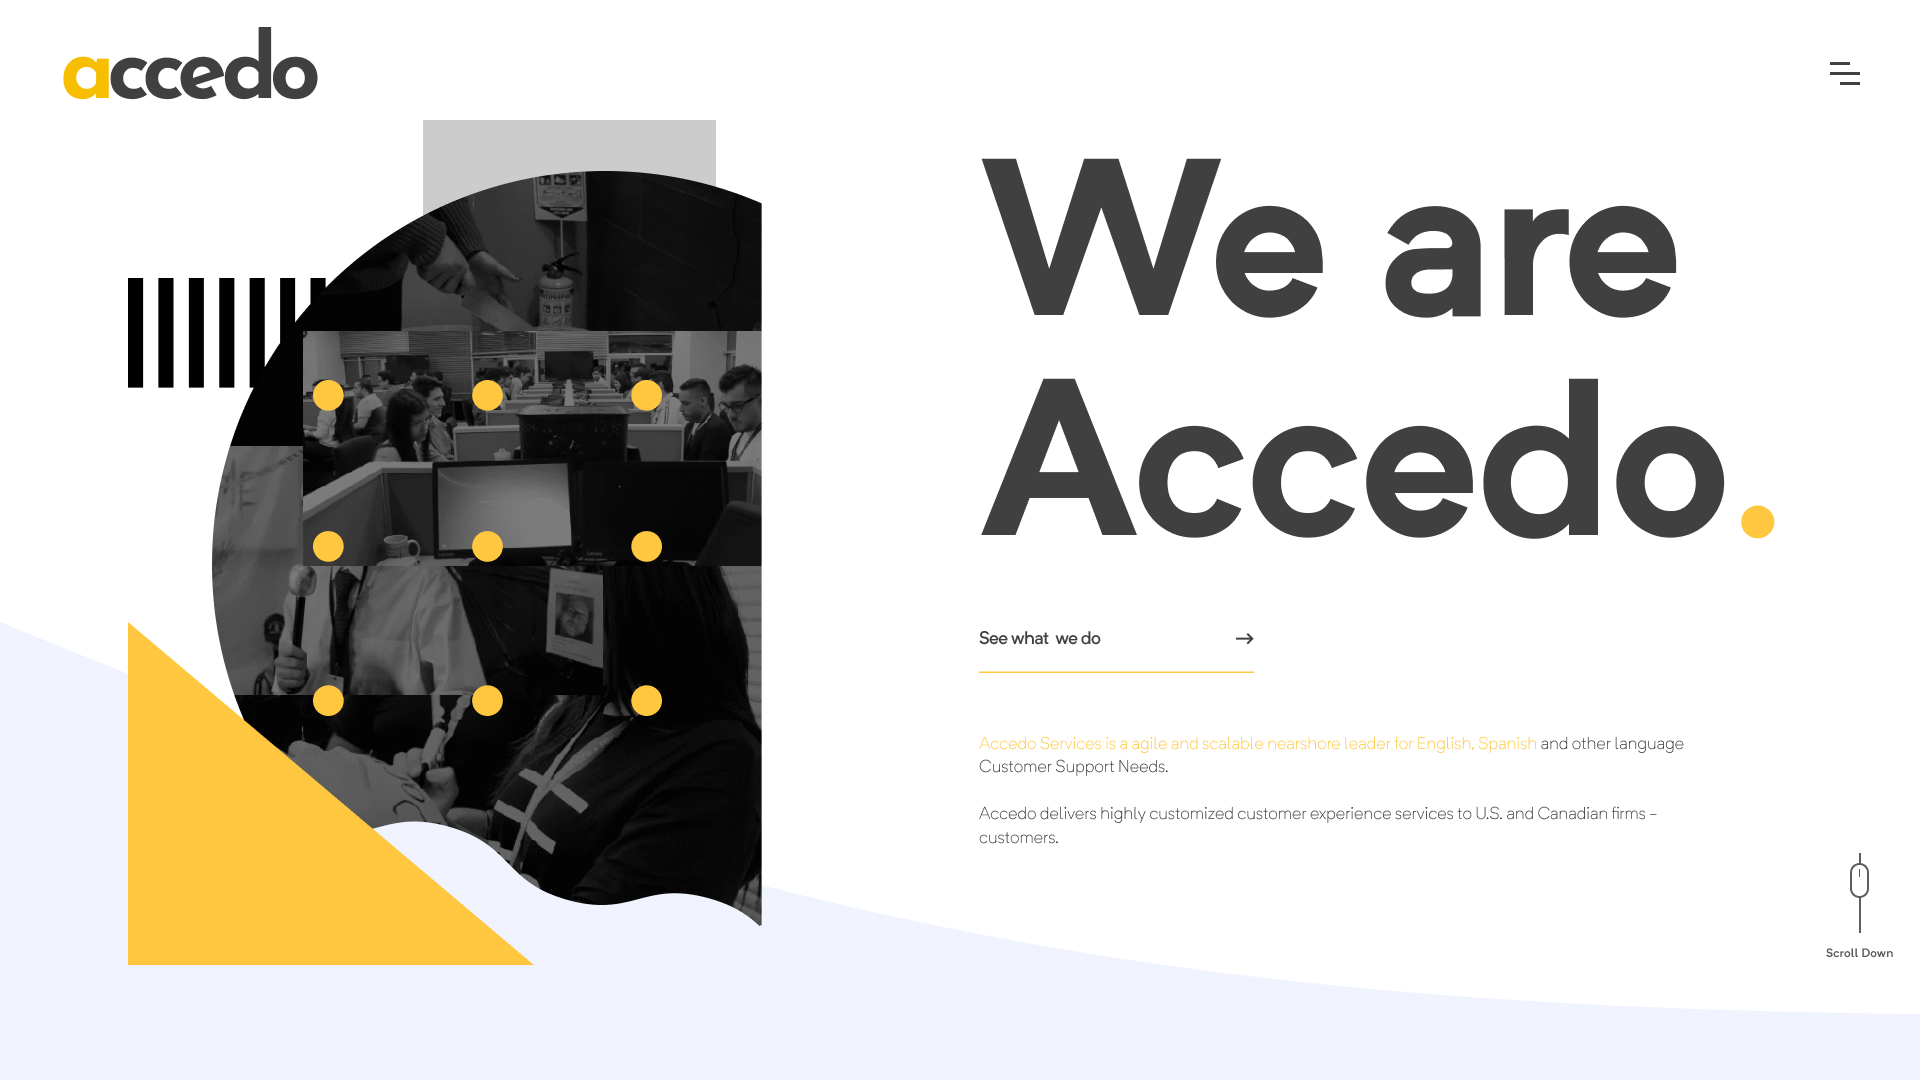 accedo
We are
Accedo.
See what we do
Accedo Services is a agile and scalable nearshore leader for English, Spanish and other language
Customer Support Needs.
Accedo delivers highly customized customer experience services to U.S. and Canadian firms –
customers.
Scroll Down